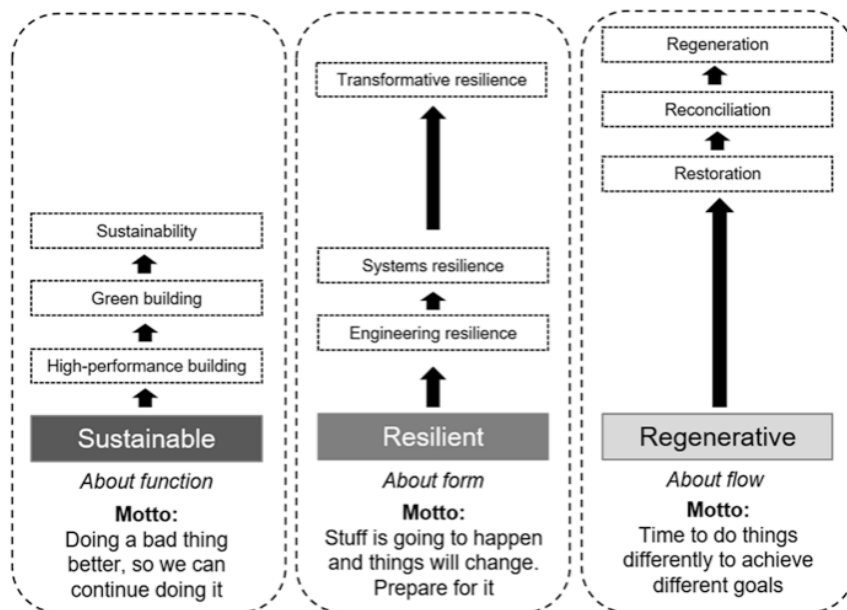 Sustainability
Green building
High-performance building
Sustainable
About function
Motto:
Doing a bad thing
better, so we can
continue doing it
Transformative resilience
Systems resilience
Engineering resilience
Resilient
About form
Motto:
Stuff is going to happen
and things will change.
Prepare for it
Regeneration
Reconciliation
Restoration
Regenerative
About flow
Motto:
Time to do things
differently to achieve
different goals